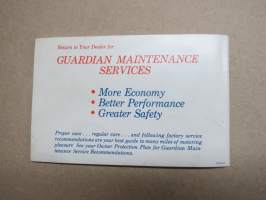 Return to Your Dealer for
GUARDIAN MAINTENANCE
SERVICES
• More Economy
• Better Performance
• Greater Safety
Proper care . . . regular care . . . and following factory service
recommendations are your best guide to many miles of motoring
pleasure. See your Owner Protection Plan for Guardian Main-
tenance Service Recommendations.